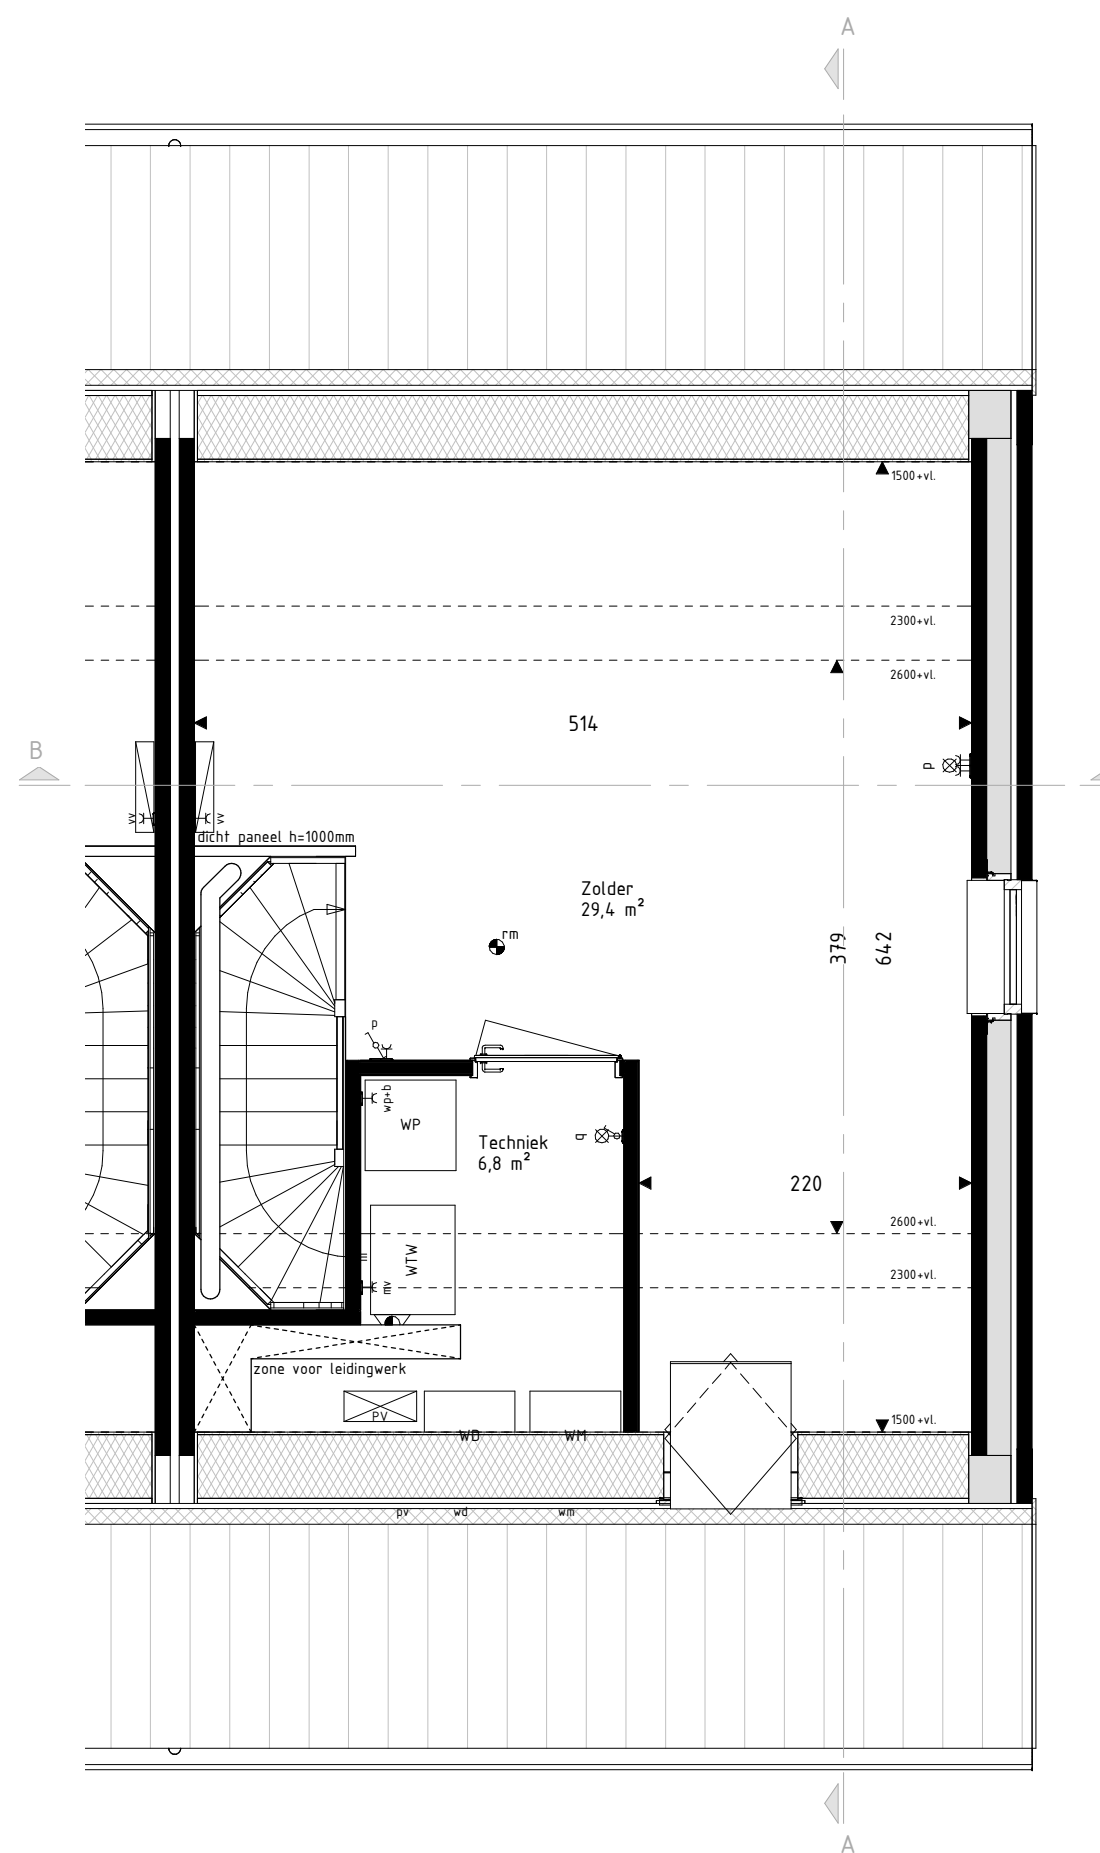 A
1500+vl.
2300+vl.
2600+vl.
514
B
p
vv
vv
dicht paneel h=1000mm
Zolder
29,4 m²
rm
379
642
p
wp+b
WP
Techniek
6,8 m²
q
220
2600+vl.
WTW
m
mv
2300+vl.
zone voor leidingwerk
PV
WD
WM
1500+vl.
pv
wd
wm
A